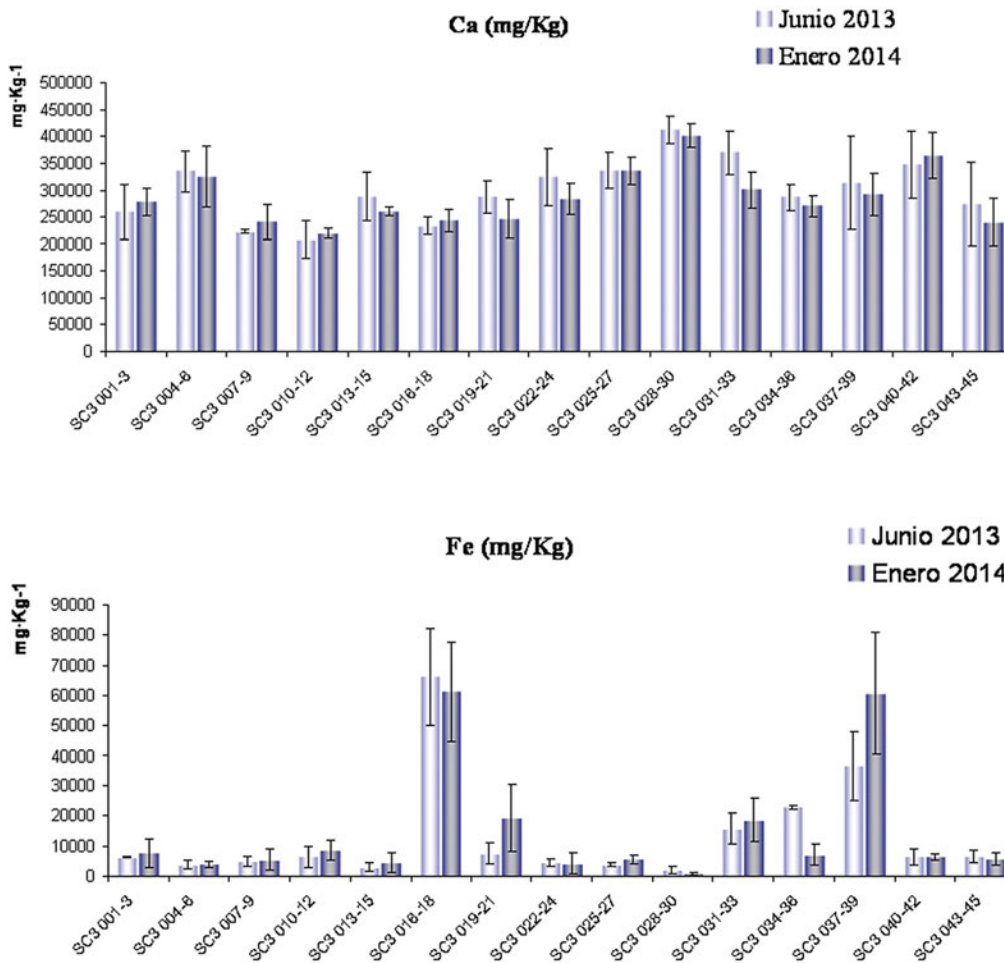 Ca (mg/Kg)
Junio 2013
Enero 2014
mg·Kg-1
500000
450000
400000
350000
300000
250000
200000
150000
100000
50000
0
SC3 001-3
SC3 004-6
SC3 007-9
SC3 010-12
SC3 013-15
SC3 016-18
SC3 019-21
SC3 022-24
SC3 025-27
SC3 028-30
SC3 031-33
SC3 034-36
SC3 037-39
SC3 040-42
SC3 043-45
Fe (mg/Kg)
Junio 2013
Enero 2014
mg·Kg-1
90000
80000
70000
60000
50000
40000
30000
20000
10000
0
SC3 001-3
SC3 004-6
SC3 007-9
SC3 010-12
SC3 013-15
SC3 016-18
SC3 019-21
SC3 022-24
SC3 025-27
SC3 028-30
SC3 031-33
SC3 034-36
SC3 037-39
SC3 040-42
SC3 043-45